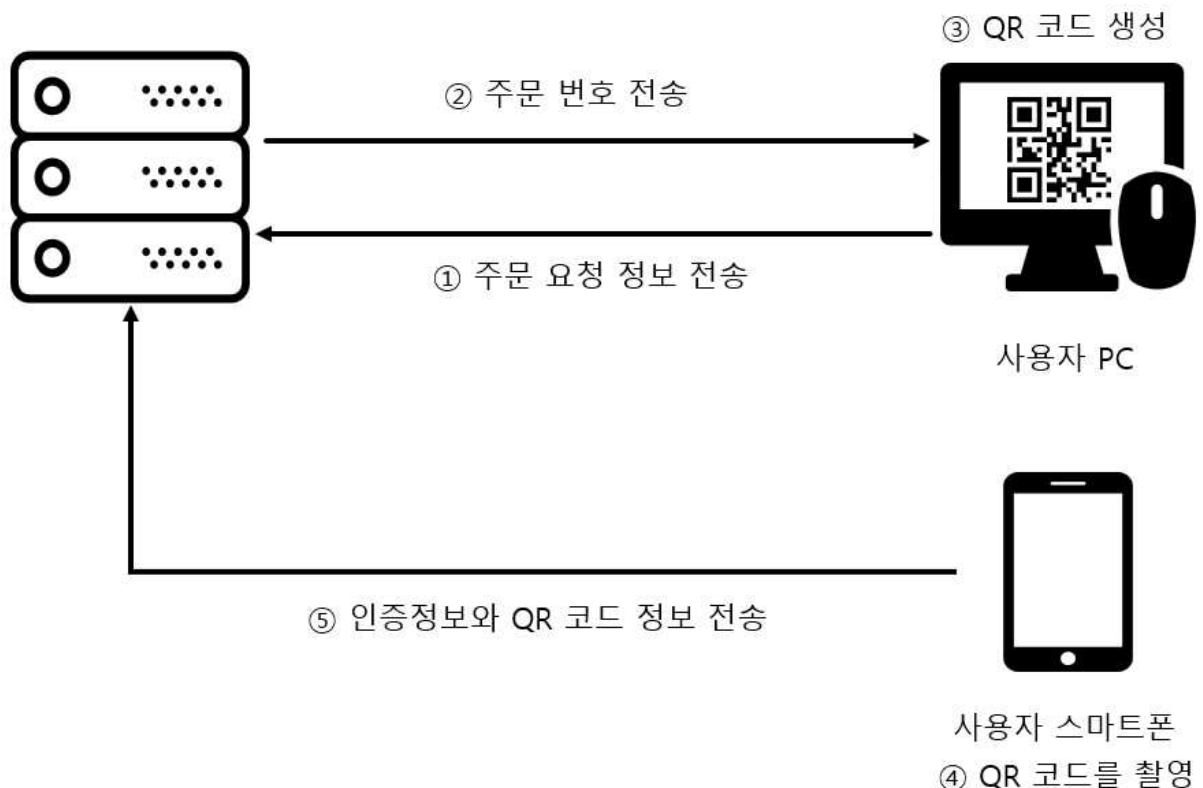 ③ QR 코드 생성
② 주문 번호 전송
① 주문 요청 정보 전송
사용자 PC
⑤ 인증정보와 QR 코드 정보 전송
사용자 스마트폰
④ QR 코드를 촬영